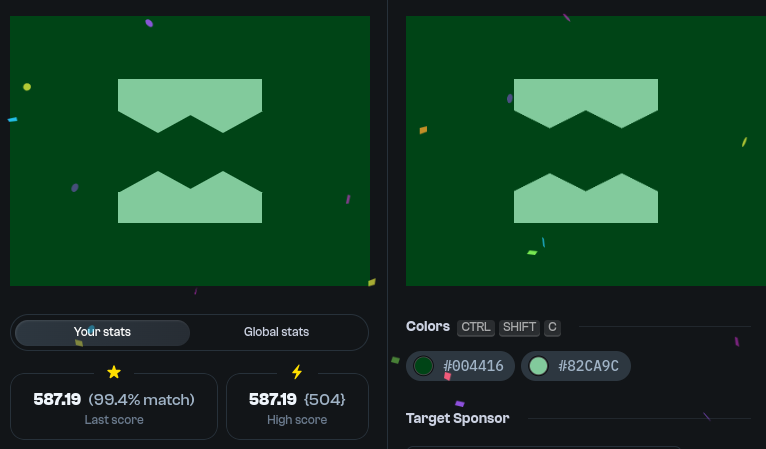 Your stats
Global stats
587.19 (99.4% match)
Last score
587.19 {504}
High score
Colors CTRL SHIFT C
#004416
#82CA9C
Target Sponsor